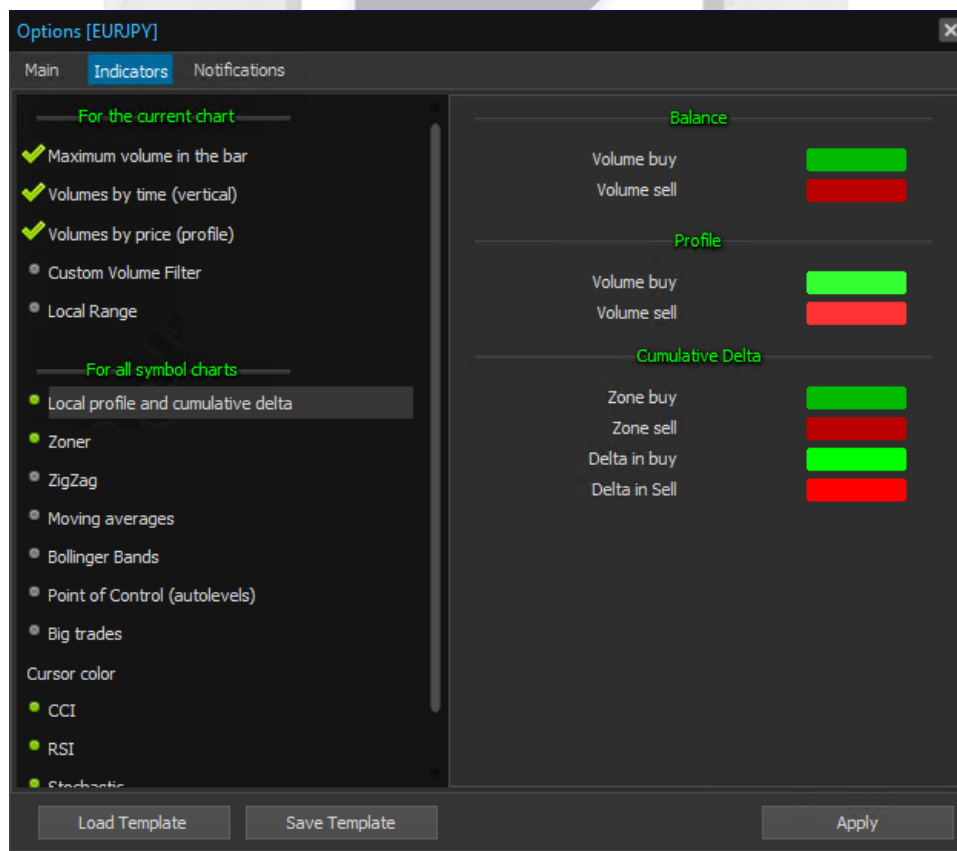 Options [EURJPY]
Main Indicators Notifications
For the current chart
Maximum volume in the bar
Volumes by time (vertical)
Volumes by price (profile)
Custom Volume Filter
Local Range
For all symbol charts
Local profile and cumulative delta
Zoner
ZigZag
Moving averages
Bollinger Bands
Point of Control (autolevels)
Big trades
Cursor color
CCI
RSI
Stochastic
Balance
Volume buy
Volume sell
Profile
Volume buy
Volume sell
Cumulative Delta
Zone buy
Zone sell
Delta in buy
Delta in Sell
Load Template Save Template Apply